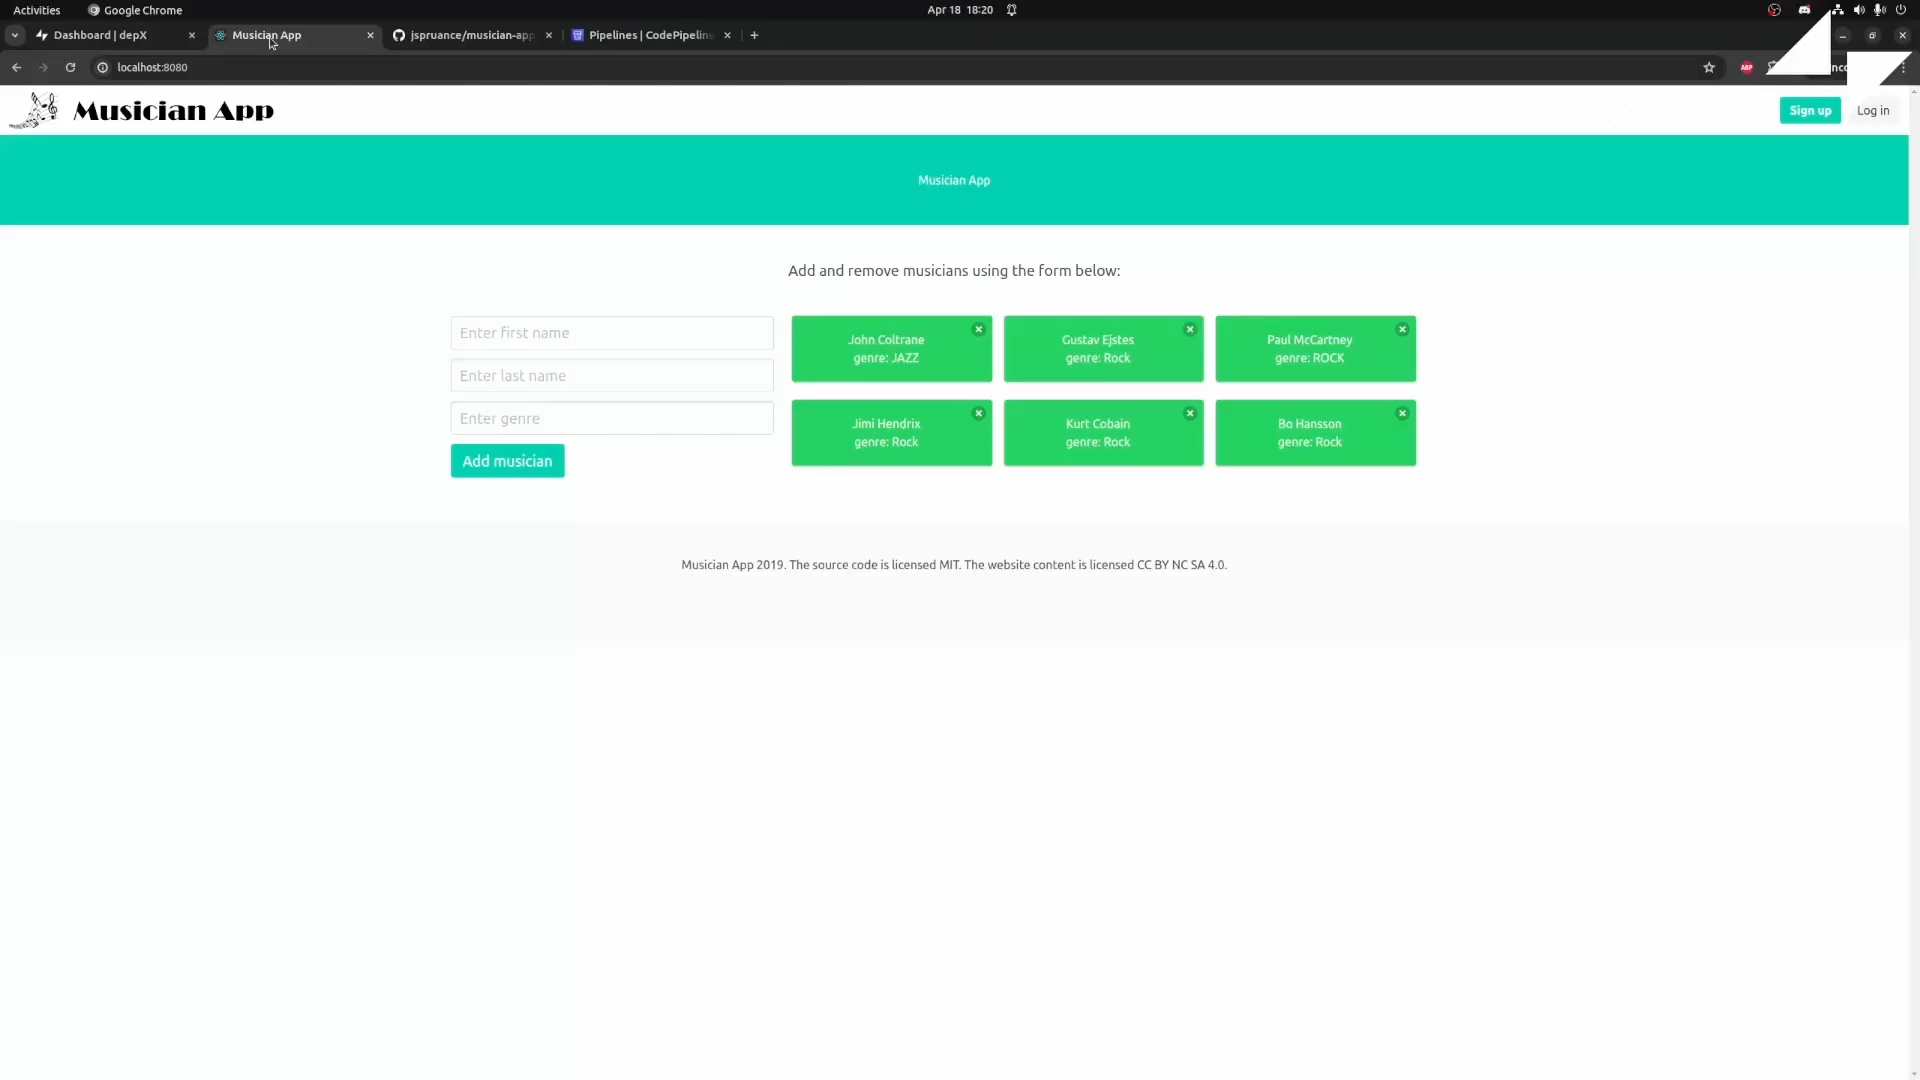 Activities Google Chrome Apr 18 18:20
Dashboard | depX Musician App jspruance/musician-app Pipelines | CodePipelin
localhost:8080 ABP
Musician App Sign up Log in
Musician App
Add and remove musicians using the form below:
Enter first name
Enter last name
Enter genre
Add musician
John Coltrane
genre: JAZZ
Gustav Ejstes
genre: Rock
Paul McCartney
genre: ROCK
Jimi Hendrix
genre: Rock
Kurt Cobain
genre: Rock
Bo Hansson
genre: Rock
Musician App 2019. The source code is licensed MIT. The website content is licensed CC BY NC SA 4.0.